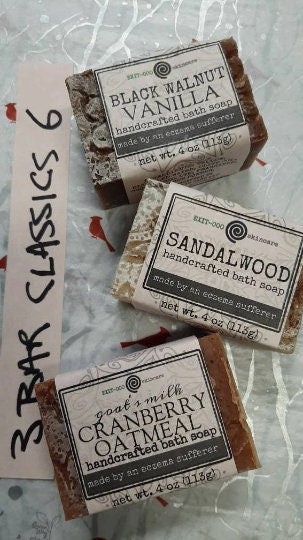 3 BAR CLASSICS 6
EXIT-OOO skincare
BLACK WALNUT
VANILLA
handcrafted bath soap
made by an eczema sufferer
net wt. 4 oz (113g)
EXIT-OOO skincare
SANDALWOOD
handcrafted bath soap
made by an eczema sufferer
net wt. 4 oz (113g)
EXIT-OOO skincare
goat's milk
CRANBERRY
OATMEAL
handcrafted bath soap
made by an eczema sufferer
net wt. 4 oz (113g)